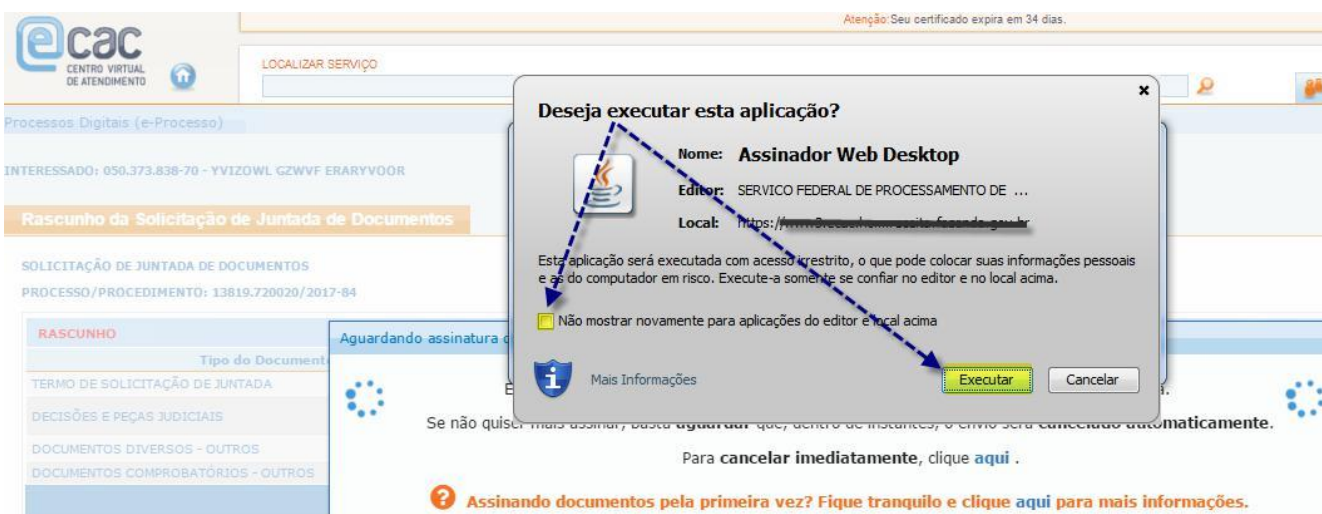 Atenção:Seu certificado expira em 34 dias.
ecac
CENTRO VIRTUAL
DE ATENDIMENTO
LOCALIZAR SERVIÇO
Processos Digitais (e-Processo)
INTERESSADO: 050.373.838-70 - YVIZOWL GZWVF ERARYVOOR
Rascunho da Solicitação de Juntada de Documentos
SOLICITAÇÃO DE JUNTADA DE DOCUMENTOS
PROCESSO/PROCEDIMENTO: 13819.720020/2017-84
RASCUNHO
Tipo do Document
TERMO DE SOLICITAÇÃO DE JUNTADA
DECISÕES E PEÇAS JUDICIAIS
DOCUMENTOS DIVERSOS - OUTROS
DOCUMENTOS COMPROBATÓRIOS - OUTROS
Deseja executar esta aplicação?
Nome: Assinador Web Desktop
Editor: SERVICO FEDERAL DE PROCESSAMENTO DE ...
Local: https://
Esta aplicação será executada com acesso irrestrito, o que pode colocar suas informações pessoais
e as do computador em risco. Execute-a somente se confiar no editor e no local acima.
Não mostrar novamente para aplicações do editor e local acima
Mais Informações
Executar
Cancelar
Aguardando assinatura
Se não quiser mais assinar, basta aguardar que, dentro de instantes, o envio será cancelado automaticamente.
Para cancelar imediatamente, clique aqui .
Assinando documentos pela primeira vez? Fique tranquilo e clique aqui para mais informações.